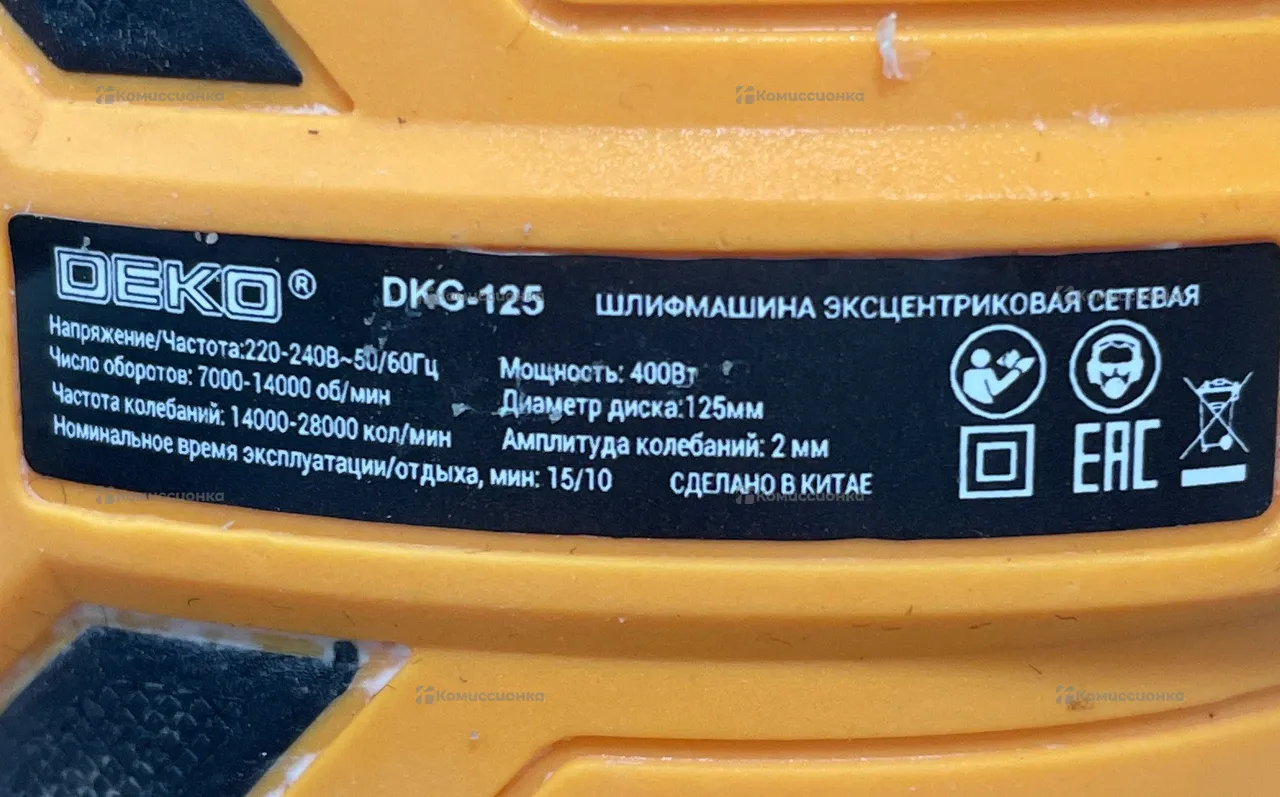 Комиссионка
Комиссионка
DEKO® DKG-125 ШЛИФМАШИНА ЭКСЦЕНТРИКОВАЯ СЕТЕВАЯ
Напряжение/Частота:220-240В~50/60Гц
Число оборотов: 7000-14000 об/мин
Частота колебаний: 14000-28000 кол/мин
Номинальное время эксплуатации/отдыха, мин: 15/10
Мощность: 400Вт
Диаметр диска:125мм
Амплитуда колебаний: 2 мм
СДЕЛАНО В КИТАЕ
EAC
Комиссионка
Комиссионка
Комиссионка
Комиссионка